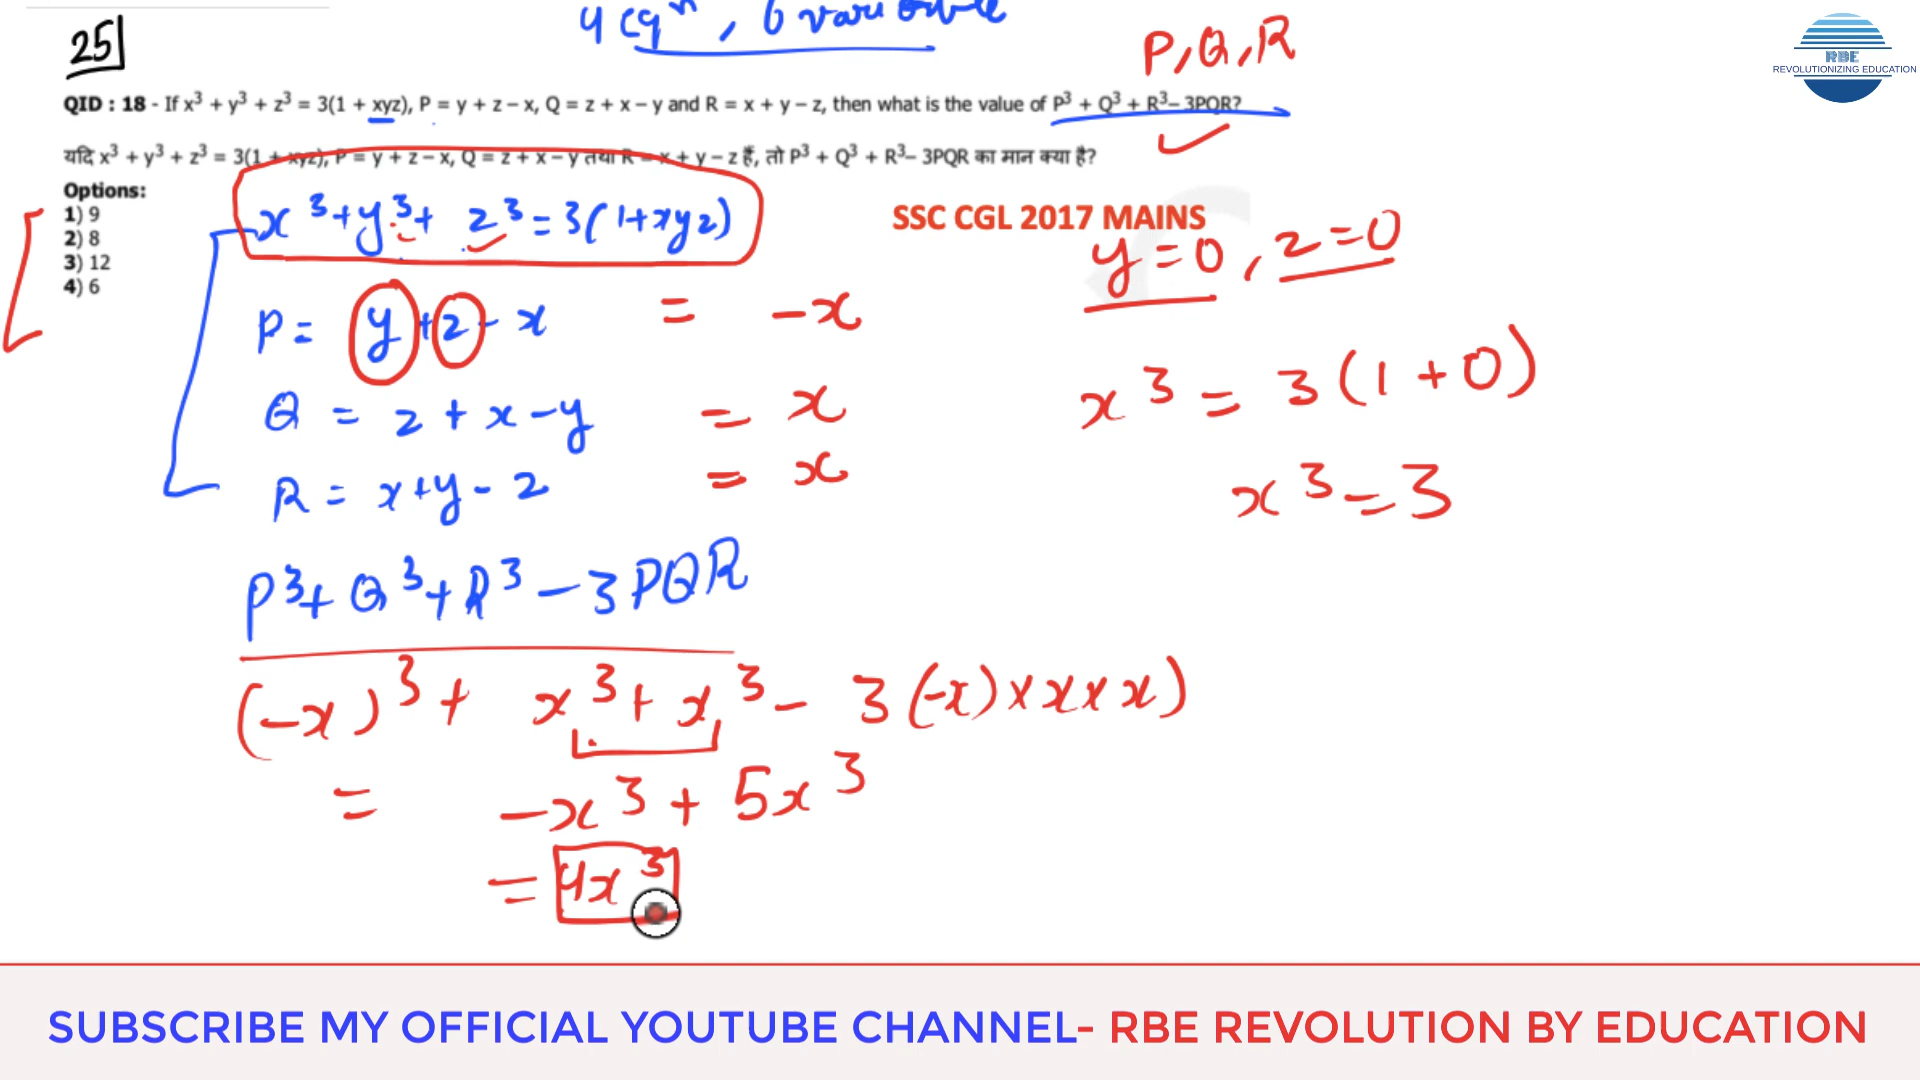 4 eqⁿ, 6 variable
25
P, Q, R
RBE
REVOLUTIONIZING EDUCATION
QID : 18 - If x³ + y³ + z³ = 3(1 + xyz), P = y + z – x, Q = z + x – y and R = x + y – z, then what is the value of P³ + Q³ + R³– 3PQR?
यदि x³ + y³ + z³ = 3(1 + xyz), P = y + z – x, Q = z + x – y तथा R = x + y – z हैं, तो P³ + Q³ + R³– 3PQR का मान क्या है?
Options:
1) 9
2) 8
3) 12
4) 6
x³+y³+ z³=3(1+xyz)
SSC CGL 2017 MAINS
y=0, z=0
P= y+z-x = -x
x³ = 3(1+0)
Q = z+x-y = x
R = x+y-z = x
x³=3
P³+Q³+R³-3PQR
(-x)³+ x³+x³- 3(-x)×x×x)
= -x³+5x³
= 4x³
SUBSCRIBE MY OFFICIAL YOUTUBE CHANNEL- RBE REVOLUTION BY EDUCATION